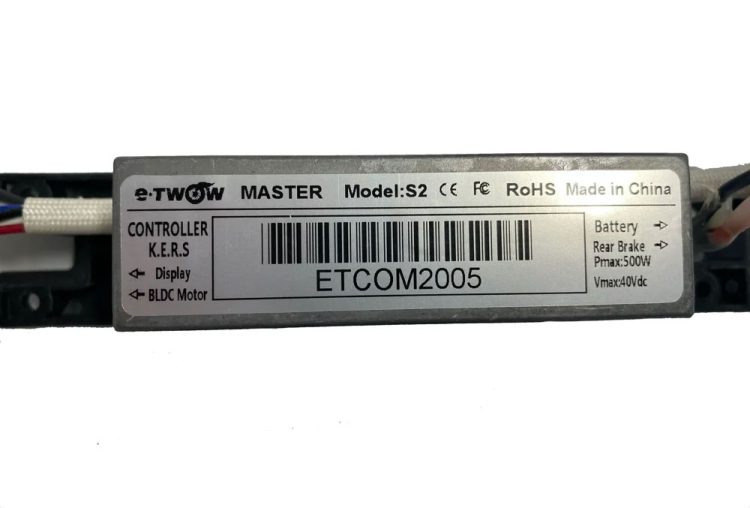 e·TWOW MASTER Model:S2 CE FC RoHS Made in China
CONTROLLER
K.E.R.S
← Display
← BLDC Motor
ETCOM2005
Battery →
Rear Brake →
Pmax:500W
Vmax:40Vdc